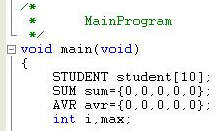 /*
* MainProgram
*/
void main(void)
{
STUDENT student[10];
SUM sum={0,0,0,0,0};
AVR avr={0,0,0,0,0};
int i,max;